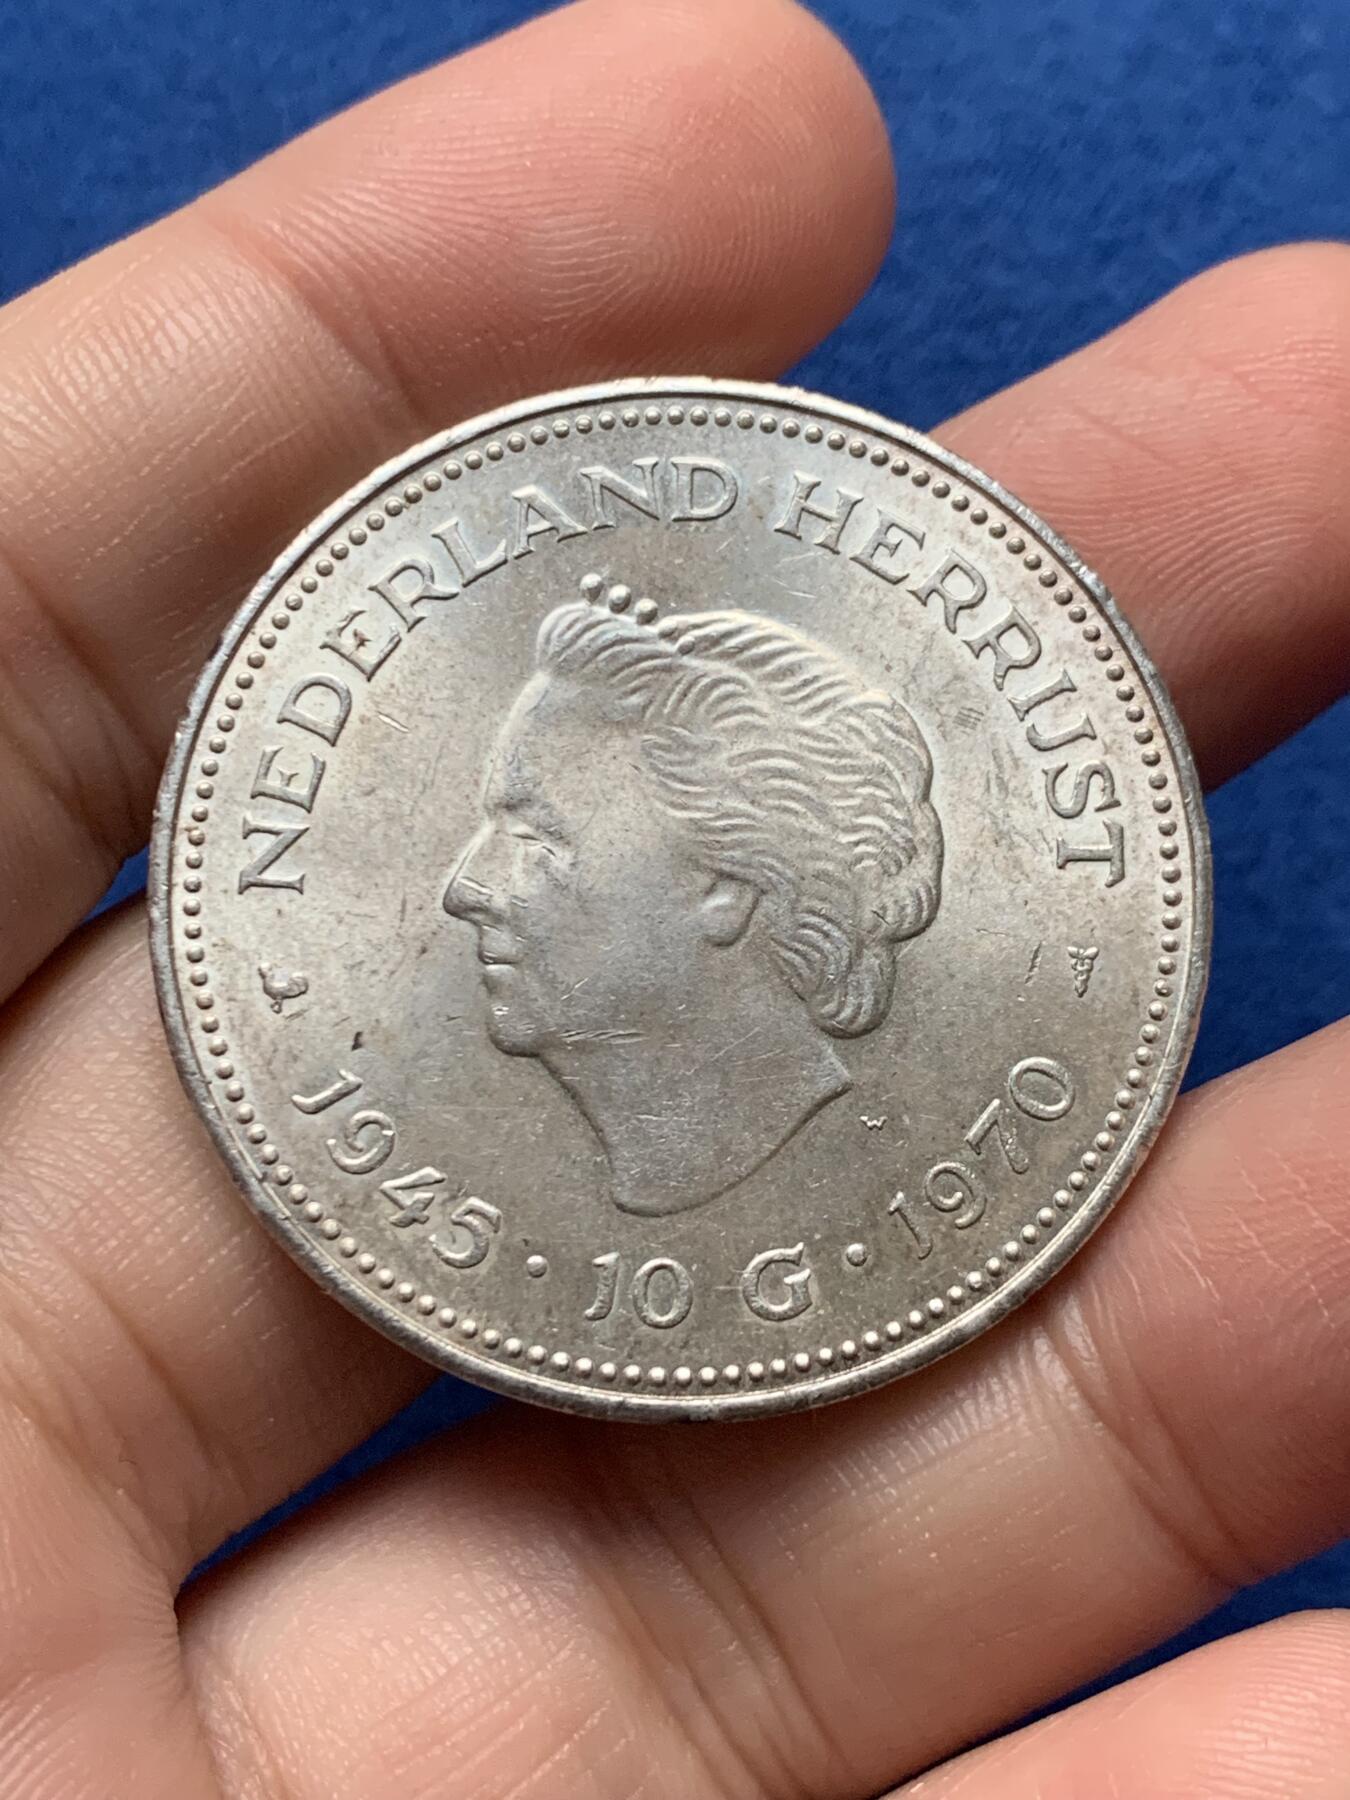 NEDERLAND HERRIJST
1945 · 10 G · 1970
W